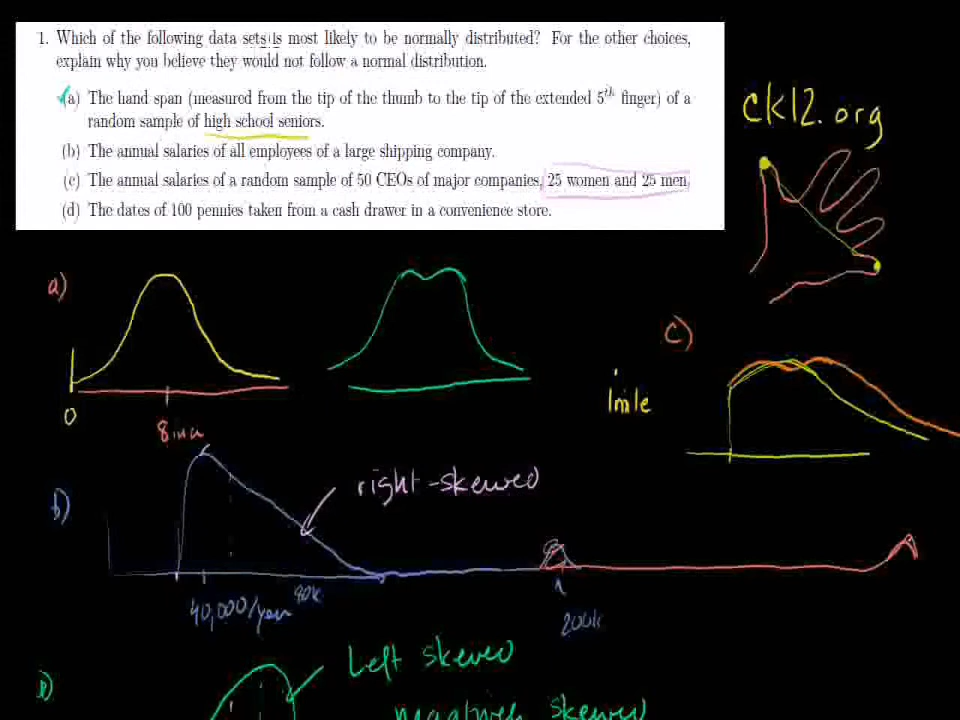 1. Which of the following data sets is most likely to be normally distributed? For the other choices,
explain why you believe they would not follow a normal distribution.
(a) The hand span (measured from the tip of the thumb to the tip of the extended 5th finger) of a
random sample of high school seniors.
(b) The annual salaries of all employees of a large shipping company.
(c) The annual salaries of a random sample of 50 CEOs of major companies, 25 women and 25 men.
(d) The dates of 100 pennies taken from a cash drawer in a convenience store.
ck12.org
a)
0
c)
b)
right-skewed
40,000/year
80k
200k
Left skewed